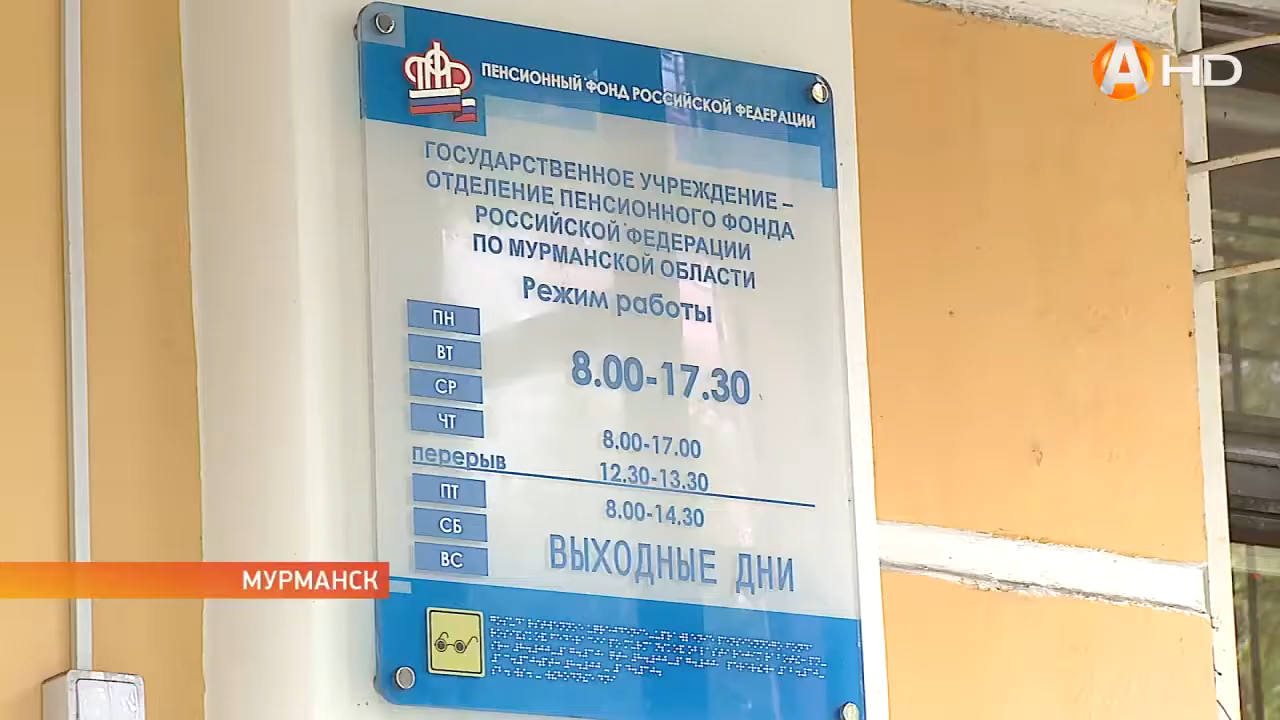 АHD
ПЕНСИОННЫЙ ФОНД РОССИЙСКОЙ ФЕДЕРАЦИИ
ГОСУДАРСТВЕННОЕ УЧРЕЖДЕНИЕ –
ОТДЕЛЕНИЕ ПЕНСИОННОГО ФОНДА
РОССИЙСКОЙ ФЕДЕРАЦИИ
ПО МУРМАНСКОЙ ОБЛАСТИ
Режим работы
ПН
ВТ
8.00-17.30
СР
ЧТ
8.00-17.00
перерыв 12.30-13.30
ПТ
8.00-14.30
СБ
ВС
ВЫХОДНЫЕ ДНИ
МУРМАНСК